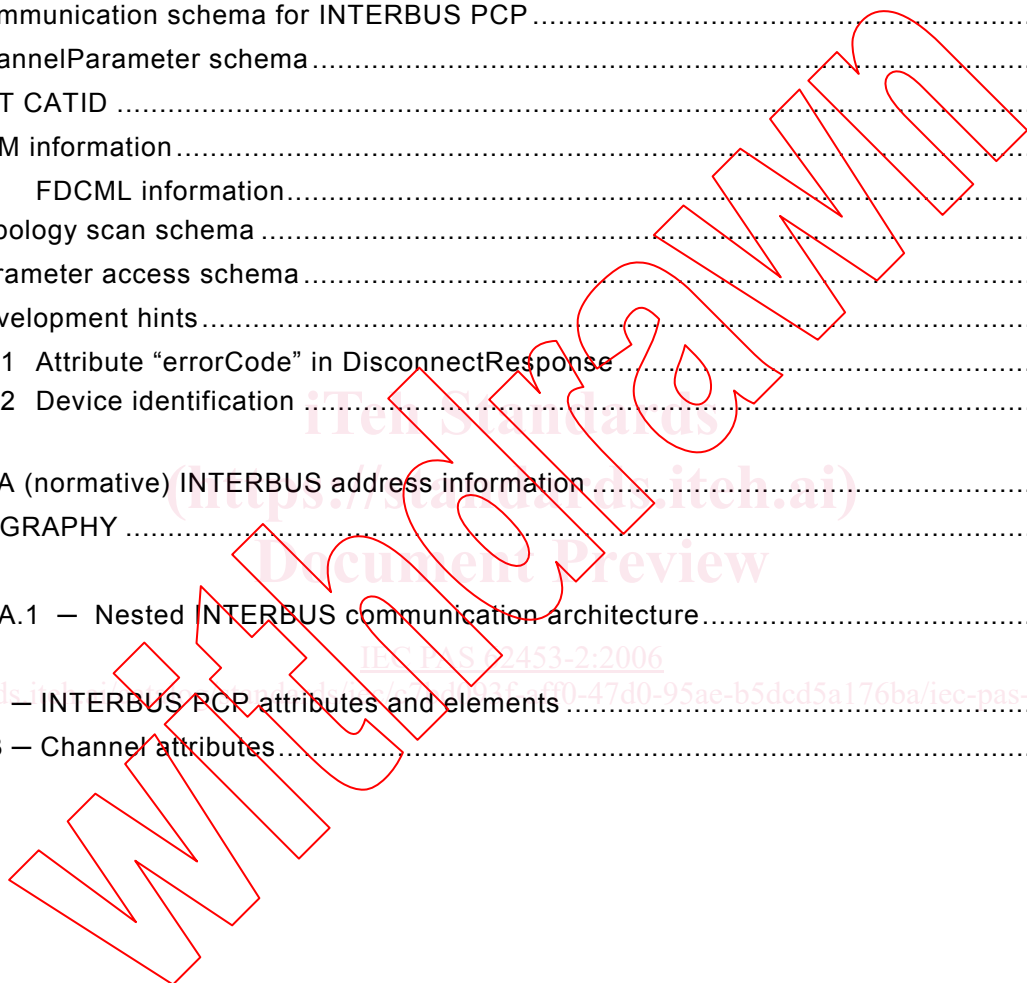 mmunication schema for INTERBUS PCP
annelParameter schema
T CATID
M information
FDCML information
pology scan schema
rameter access schema
velopment hints
1 Attribute “errorCode” in DisconnectResponse
2 Device identification
iTeh Standards
A (normative) INTERBUS address information
(https://standards.iteh.ai)
GRAPHY
Document Preview
A.1 — Nested INTERBUS communication architecture
IEC PAS 62453-2:2006
— INTERBUS PCP attributes and elements
— Channel attributes
withdrawn